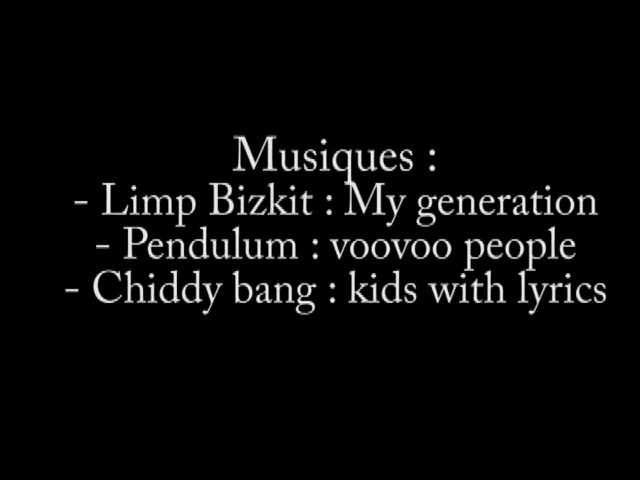 Musiques :
- Limp Bizkit : My generation
- Pendulum : voovoo people
- Chiddy bang : kids with lyrics